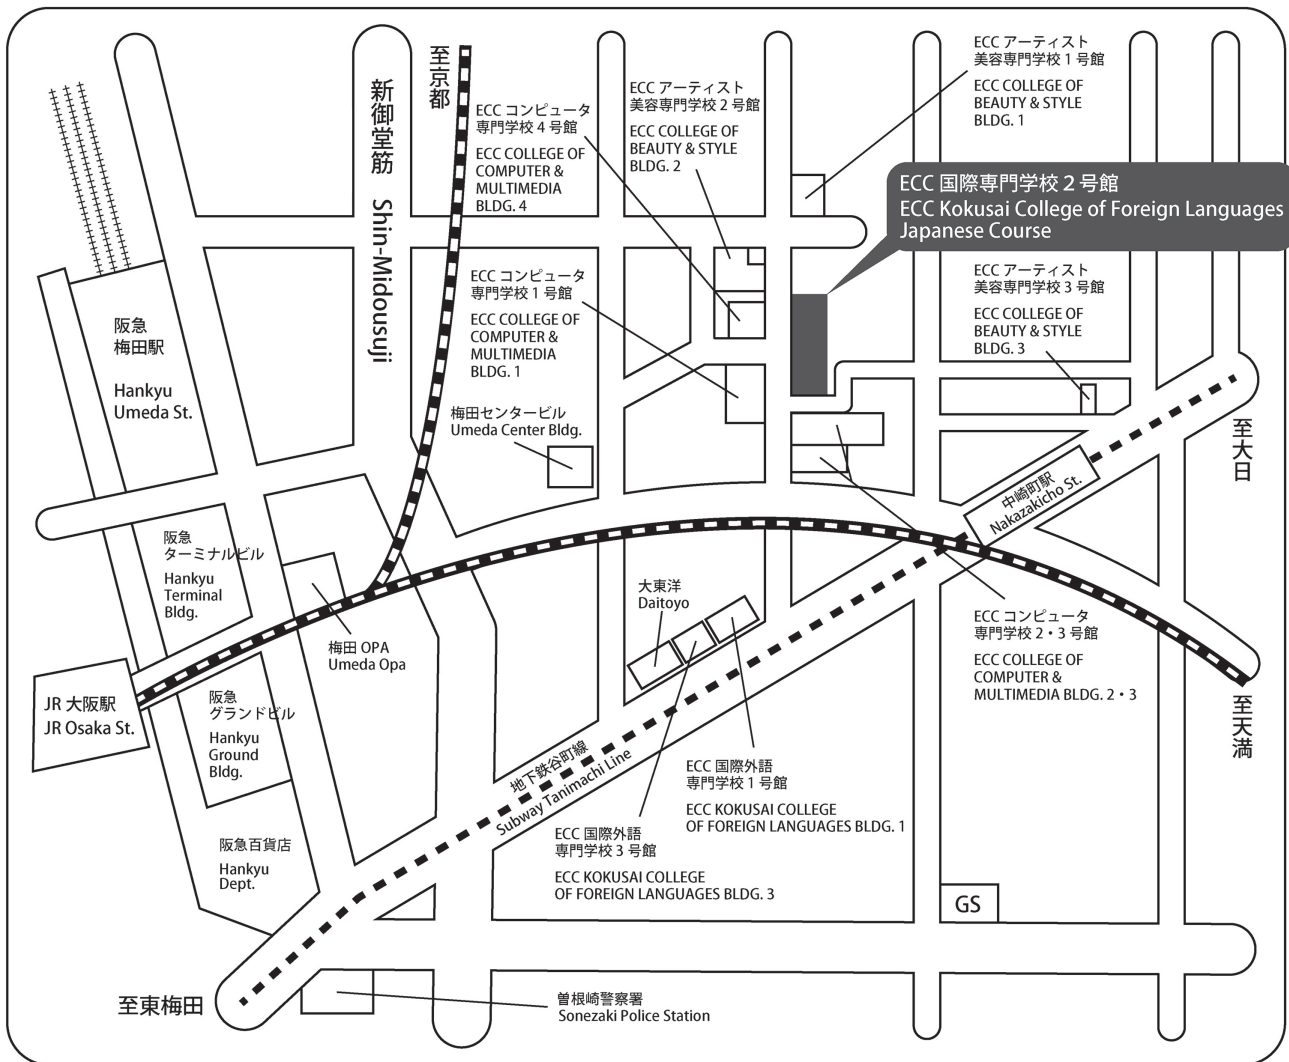 至京都
新御堂筋 Shin-Midousuji
ECC コンピュータ
専門学校４号館
ECC COLLEGE OF
COMPUTER &
MULTIMEDIA
BLDG. 4
ECC アーティスト
美容専門学校２号館
ECC COLLEGE OF
BEAUTY & STYLE
BLDG. 2
ECC アーティスト
美容専門学校１号館
ECC COLLEGE OF
BEAUTY & STYLE
BLDG. 1
ECC 国際専門学校２号館
ECC Kokusai College of Foreign Languages
Japanese Course
ECC コンピュータ
専門学校１号館
ECC COLLEGE OF
COMPUTER &
MULTIMEDIA
BLDG. 1
ECC アーティスト
美容専門学校３号館
ECC COLLEGE OF
BEAUTY & STYLE
BLDG. 3
阪急
梅田駅
Hankyu
Umeda St.
梅田センタービル
Umeda Center Bldg.
至大日
中崎町駅
Nakazakicho St.
阪急
ターミナルビル
Hankyu
Terminal
Bldg.
大東洋
Daitoyo
梅田 OPA
Umeda Opa
ECC コンピュータ
専門学校２・３号館
ECC COLLEGE OF
COMPUTER &
MULTIMEDIA BLDG. 2・3
JR 大阪駅
JR Osaka St.
阪急
グランドビル
Hankyu
Ground
Bldg.
至天満
地下鉄谷町線
Subway Tanimachi Line
ECC 国際外語
専門学校１号館
ECC KOKUSAI COLLEGE
OF FOREIGN LANGUAGES BLDG. 1
ECC 国際外語
専門学校３号館
ECC KOKUSAI COLLEGE
OF FOREIGN LANGUAGES BLDG. 3
阪急百貨店
Hankyu
Dept.
GS
至東梅田
曽根崎警察署
Sonezaki Police Station